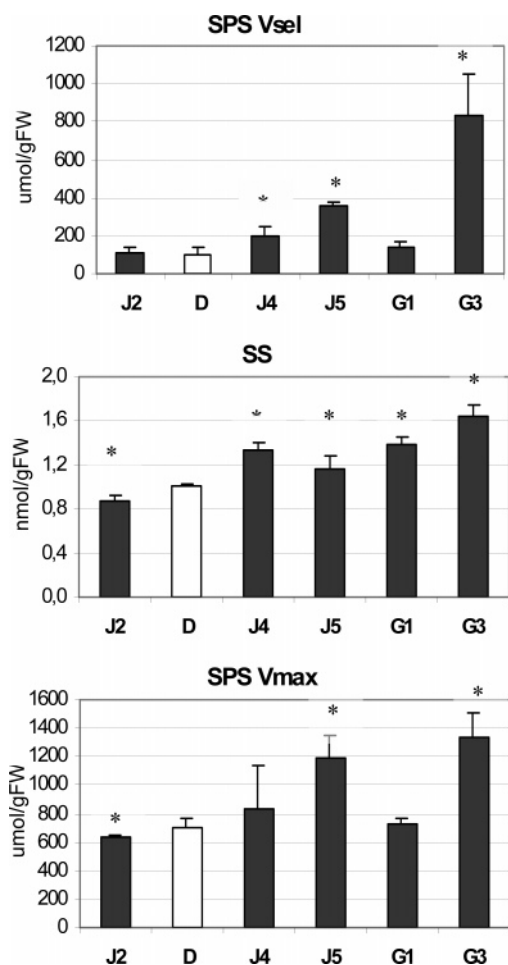 SPS Vsel
1200
1000
800
600
400
200
0
umol/gFW
* * *
J2 D J4 J5 G1 G3
SS
2,0
1,6
1,2
0,8
0,4
0,0
nmol/gFW
* * * * *
J2 D J4 J5 G1 G3
SPS Vmax
1600
1400
1200
1000
800
600
400
200
0
umol/gFW
* * *
J2 D J4 J5 G1 G3